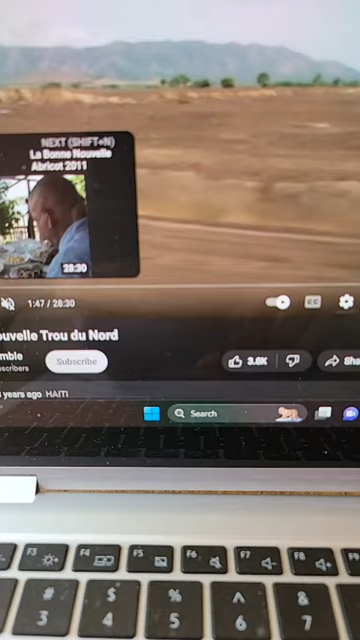 NEXT (SHIFT+N)
La Bonne Nouvelle
Abricot 2011
28:30
1:47 / 28:30
CC
ouvelle Trou du Nord
mble
scribers
Subscribe
3.6K
Sha
years ago HAITI
Search
F3
F4
F5
F6
F7
F8
F9
# $ % ^ &
3 4 5 6 7